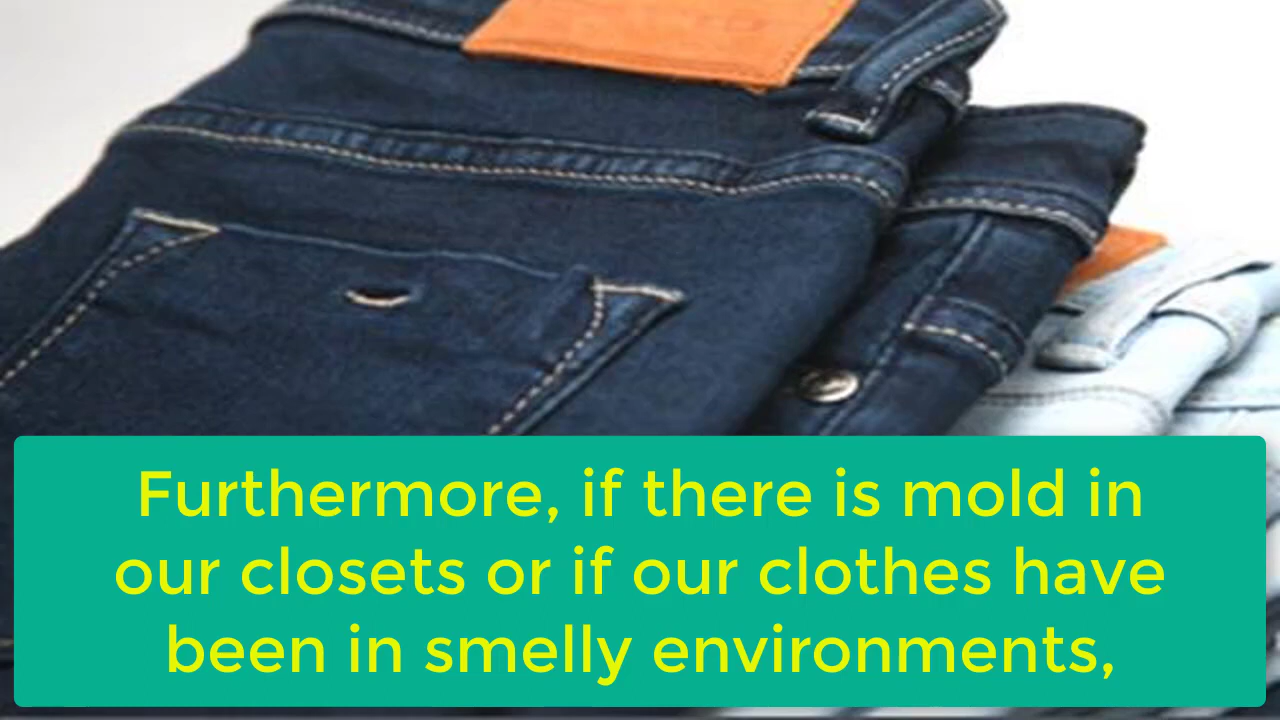 Furthermore, if there is mold in
our closets or if our clothes have
been in smelly environments,